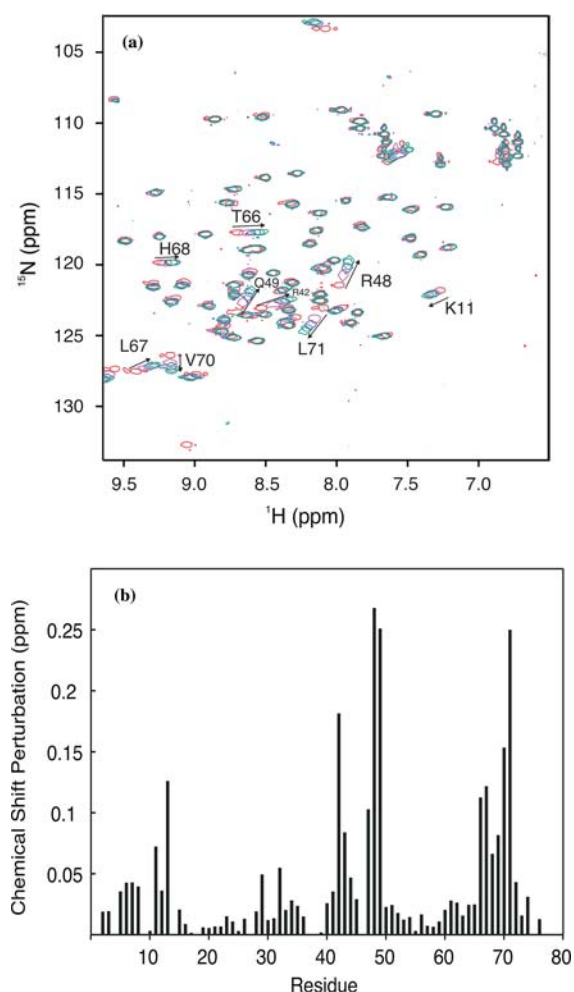 (a)
105
110
115
120
125
130
¹⁵N (ppm)
T66
H68
Q49
R42
R48
K11
L71
L67
V70
9.5 9.0 8.5 8.0 7.5 7.0
¹H (ppm)
(b)
0.25
0.2
0.15
0.1
0.05
Chemical Shift Perturbation (ppm)
10 20 30 40 50 60 70 80
Residue